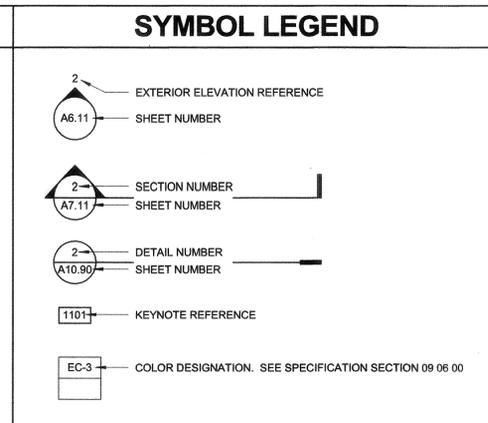 SYMBOL LEGEND
2
EXTERIOR ELEVATION REFERENCE
A6.11 SHEET NUMBER
2 SECTION NUMBER
A7.11 SHEET NUMBER
2 DETAIL NUMBER
A10.90 SHEET NUMBER
1101 KEYNOTE REFERENCE
EC-3 COLOR DESIGNATION. SEE SPECIFICATION SECTION 09 06 00